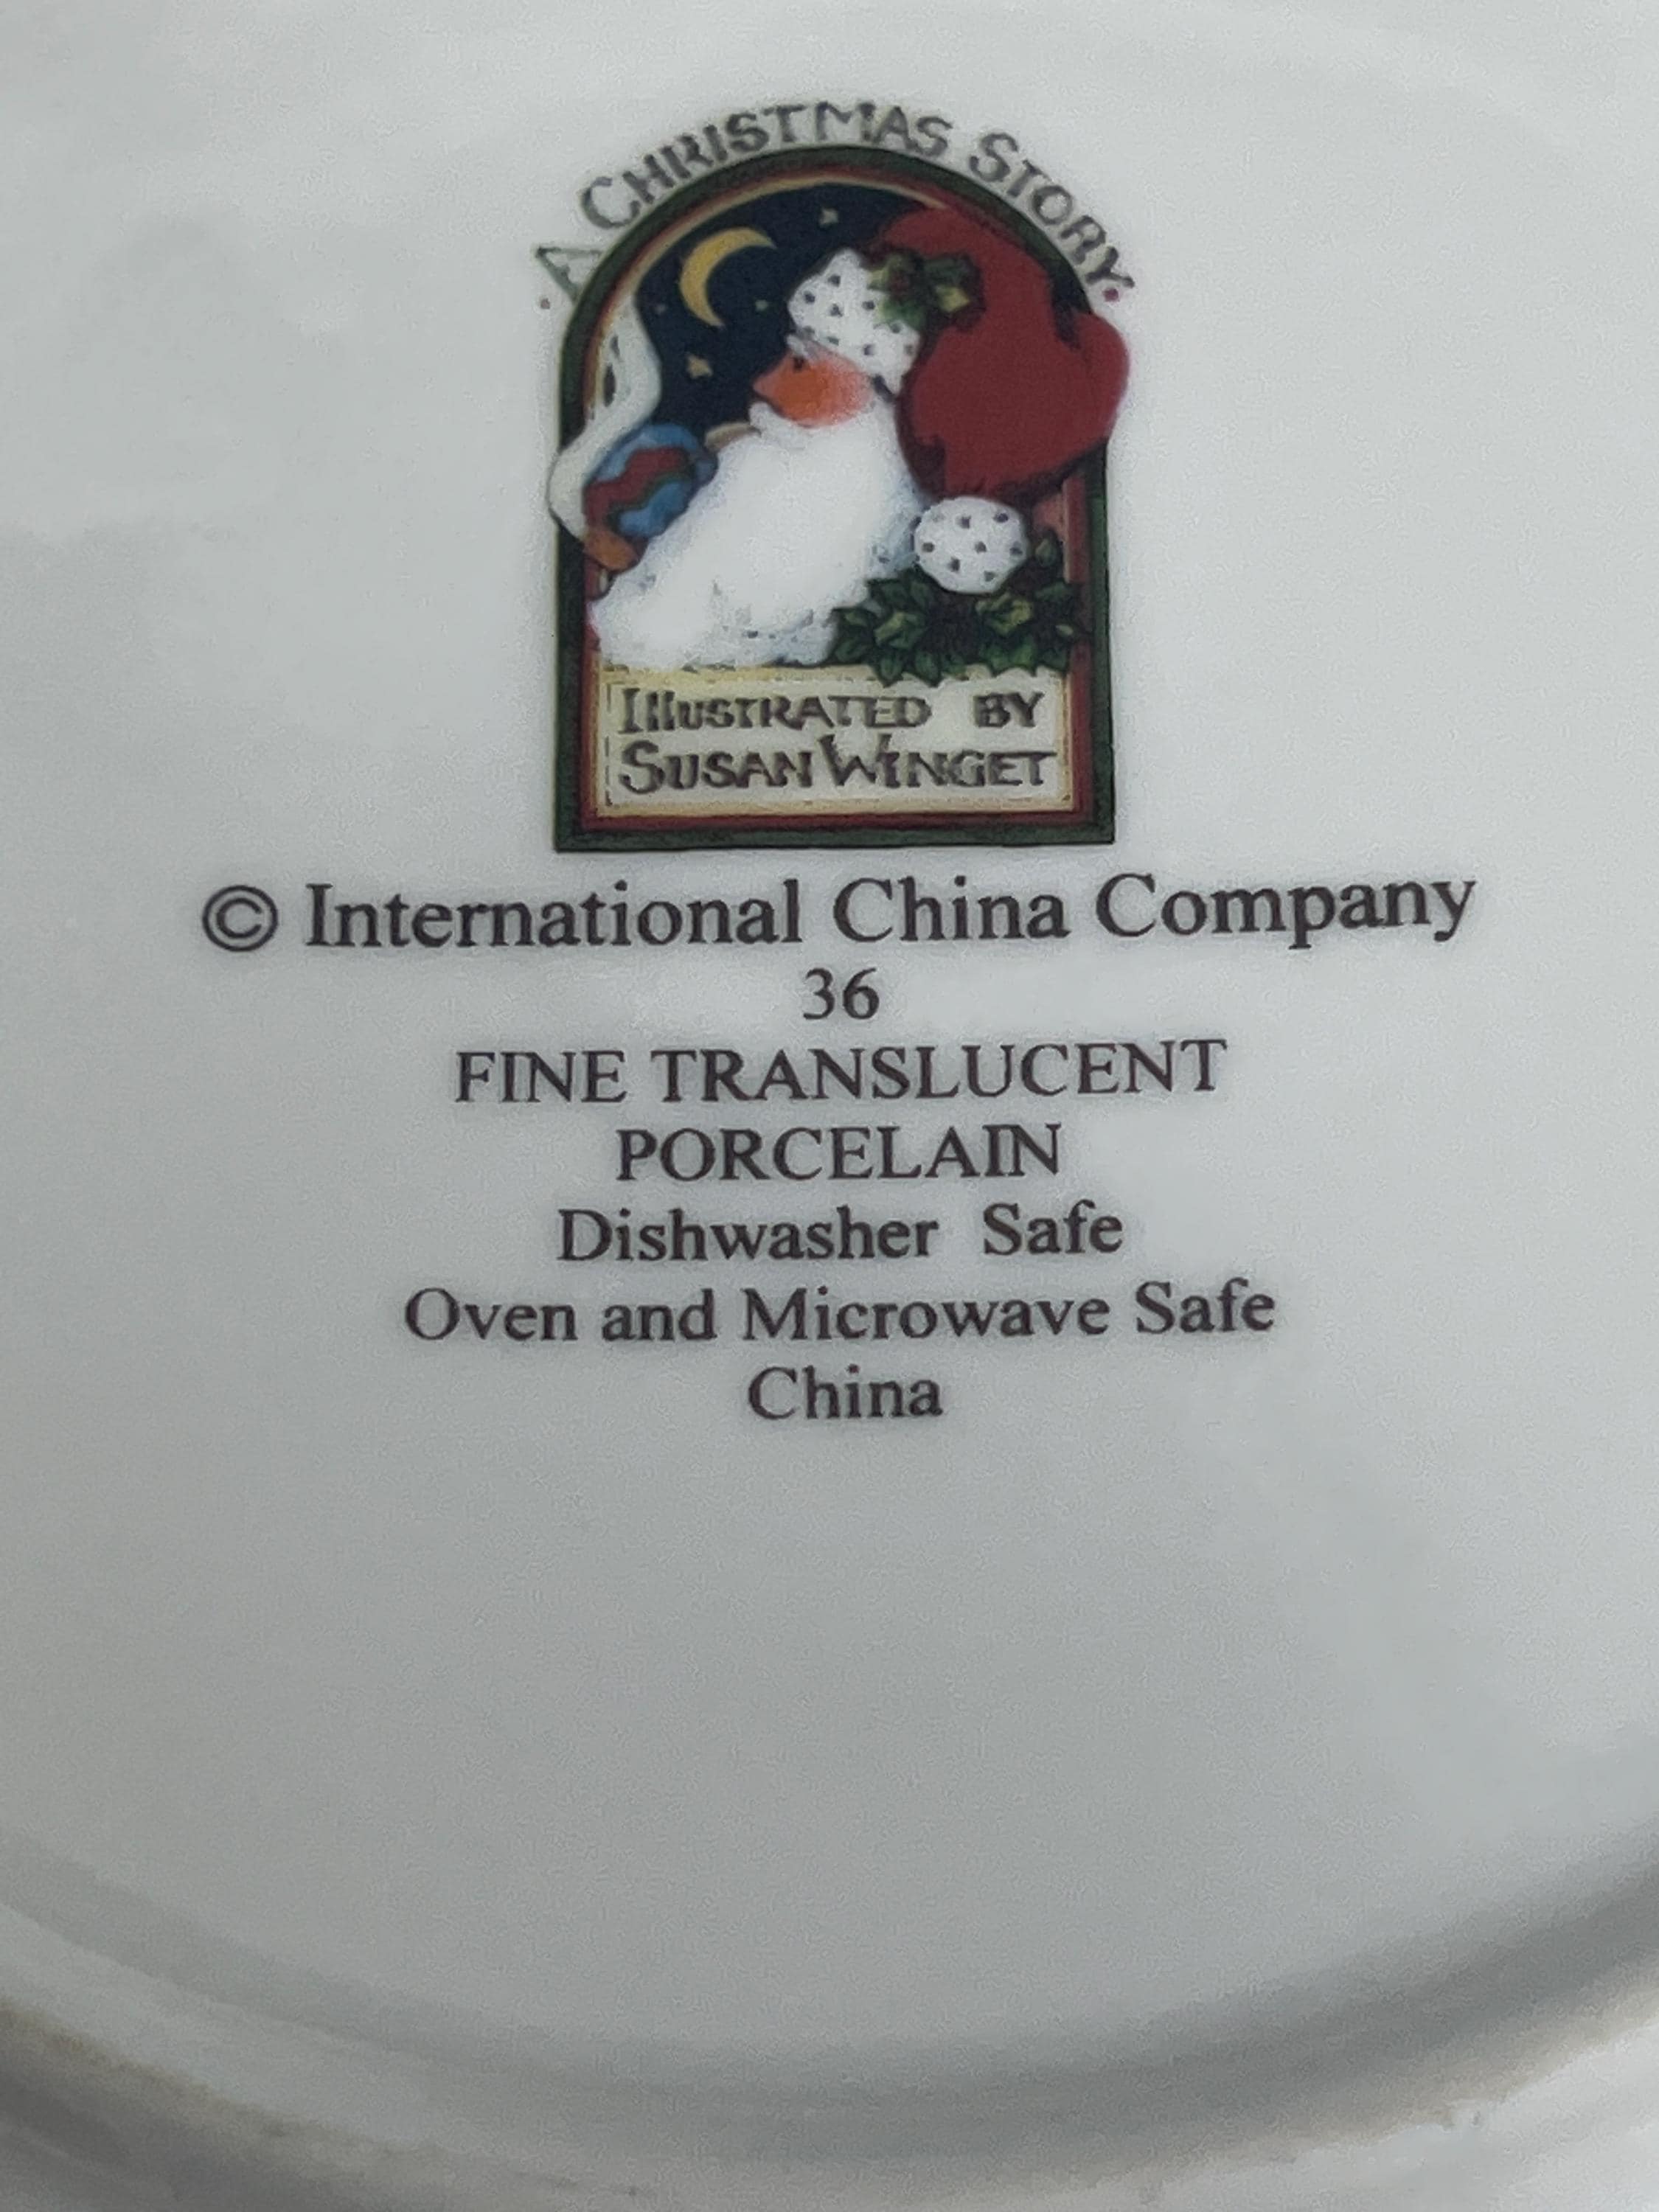 ·A CHRISTMAS STORY·
ILLUSTRATED BY
SUSAN WINGET
© International China Company
36
FINE TRANSLUCENT
PORCELAIN
Dishwasher Safe
Oven and Microwave Safe
China